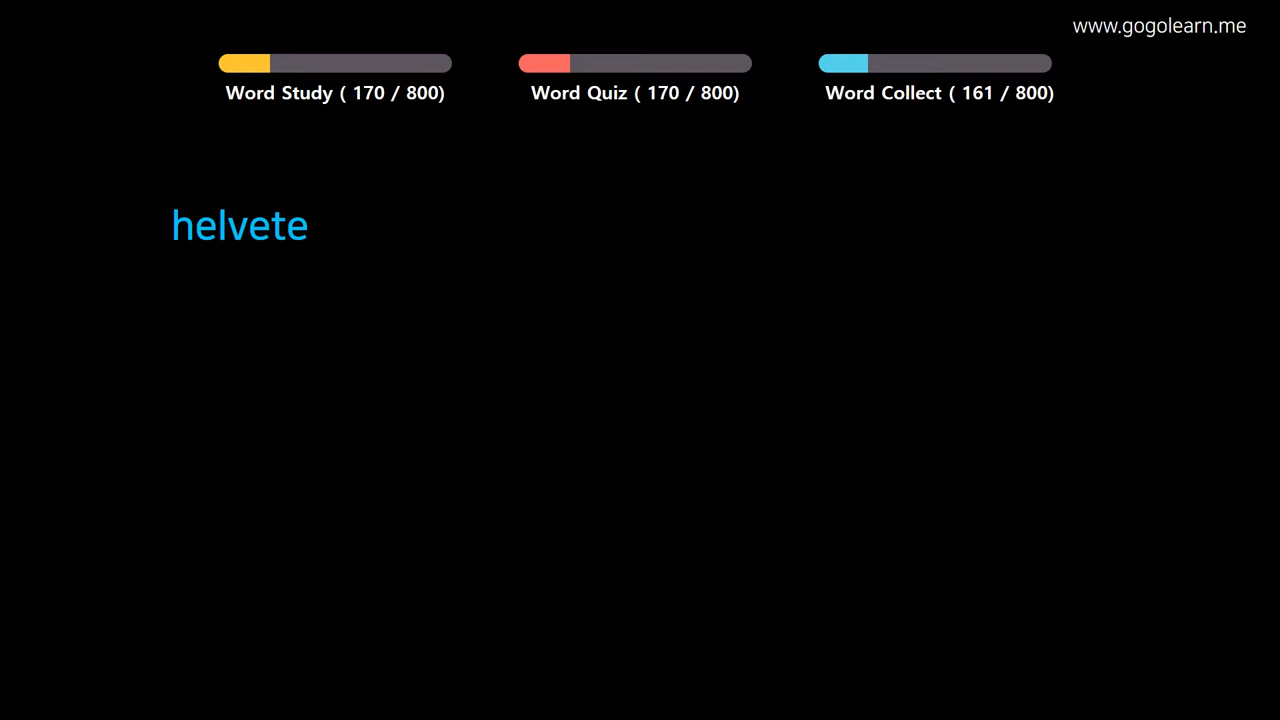 www.gogolearn.me
Word Study ( 170 / 800)
Word Quiz ( 170 / 800)
Word Collect ( 161 / 800)
helvete